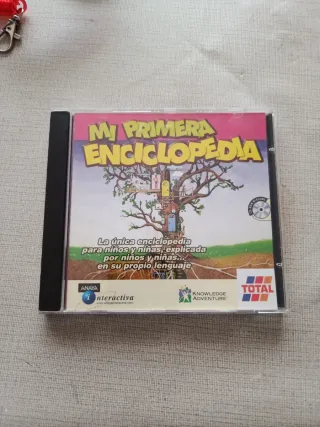 MI PRIMERA
ENCICLOPEDIA
La única enciclopedia
para niños y niñas, explicada
por niños y niñas...
en su propio lenguaje
ANAYA
interactiva
KNOWLEDGE
ADVENTURE
TOTAL